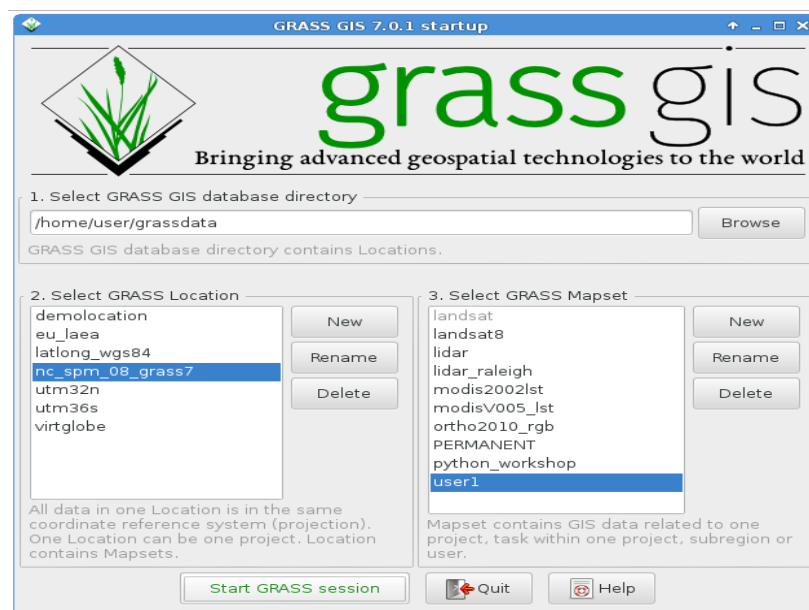 GRASS GIS 7.0.1 startup
grass gis
Bringing advanced geospatial technologies to the world
1. Select GRASS GIS database directory
/home/user/grassdata
Browse
GRASS GIS database directory contains Locations.
2. Select GRASS Location
demolocation
eu_laea
latlong_wgs84
nc_spm_08_grass7
utm32n
utm36s
virtglobe
New
Rename
Delete
All data in one Location is in the same
coordinate reference system (projection).
One Location can be one project. Location
contains Mapsets.
3. Select GRASS Mapset
landsat
landsat8
lidar
lidar_raleigh
modis2002lst
modisV005_lst
ortho2010_rgb
PERMANENT
python_workshop
user1
New
Rename
Delete
Mapset contains GIS data related to one
project, task within one project, subregion or
user.
Start GRASS session
Quit
Help